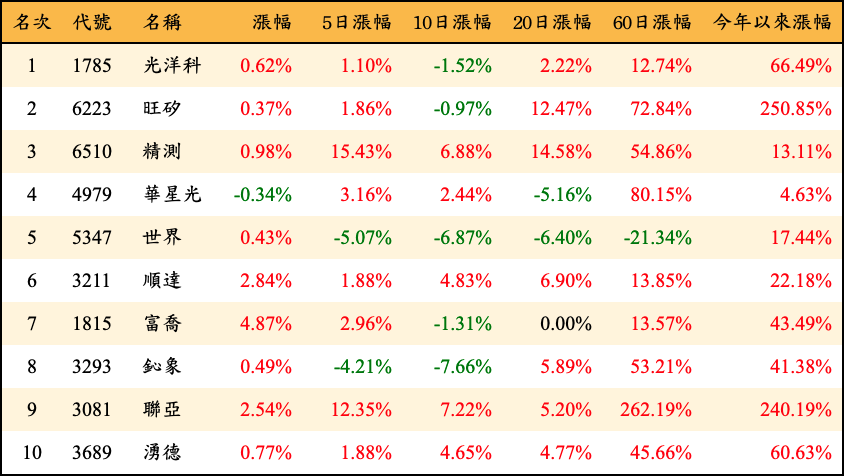 名次 代號 名稱 漲幅 5日漲幅 10日漲幅 20日漲幅 60日漲幅 今年以來漲幅
1 1785 光洋科 0.62% 1.10% -1.52% 2.22% 12.74% 66.49%
2 6223 旺矽 0.37% 1.86% -0.97% 12.47% 72.84% 250.85%
3 6510 精測 0.98% 15.43% 6.88% 14.58% 54.86% 13.11%
4 4979 華星光 -0.34% 3.16% 2.44% -5.16% 80.15% 4.63%
5 5347 世界 0.43% -5.07% -6.87% -6.40% -21.34% 17.44%
6 3211 順達 2.84% 1.88% 4.83% 6.90% 13.85% 22.18%
7 1815 富喬 4.87% 2.96% -1.31% 0.00% 13.57% 43.49%
8 3293 鈊象 0.49% -4.21% -7.66% 5.89% 53.21% 41.38%
9 3081 聯亞 2.54% 12.35% 7.22% 5.20% 262.19% 240.19%
10 3689 湧德 0.77% 1.88% 4.65% 4.77% 45.66% 60.63%